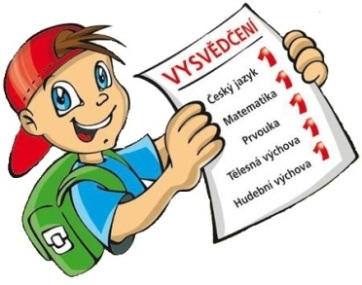 VYSVĚDČENÍ
Český jazyk 1
Matematika 1
Prvouka 1
Tělesná výchova 1
Hudební výchova 1